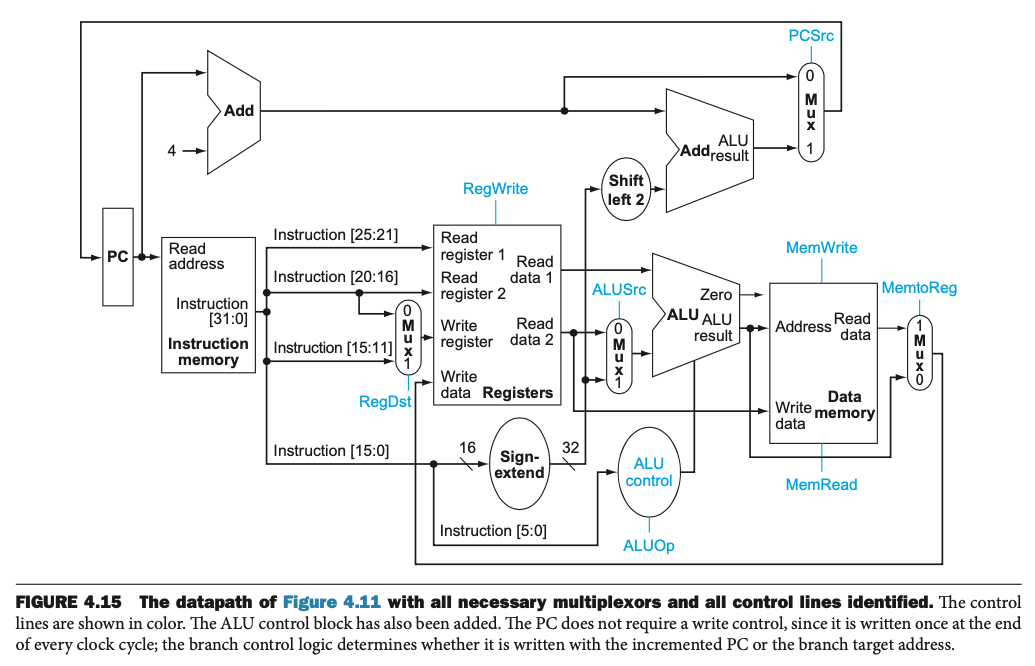 PCSrc
0
M
u
x
1
Add
4
ALU
Add result
Shift
left 2
RegWrite
PC
Read
address
Instruction
[31:0]
Instruction
memory
Instruction [25:21]
Instruction [20:16]
Instruction [15:11]
Instruction [15:0]
Instruction [5:0]
0
M
u
x
1
RegDst
Read
register 1
Read
register 2
Write
register
Write
data
Registers
Read
data 1
Read
data 2
16
Sign-
extend
32
ALUSrc
0
M
u
x
1
Zero
ALU
ALU
result
ALU
control
ALUOp
MemWrite
Address
Read
data
Write
data
Data
memory
MemRead
MemtoReg
1
M
u
x
0
FIGURE 4.15 The datapath of Figure 4.11 with all necessary multiplexors and all control lines identified. The control
lines are shown in color. The ALU control block has also been added. The PC does not require a write control, since it is written once at the end
of every clock cycle; the branch control logic determines whether it is written with the incremented PC or the branch target address.